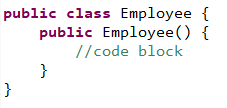 public class Employee {
    public Employee() {
        //code block
    }
}